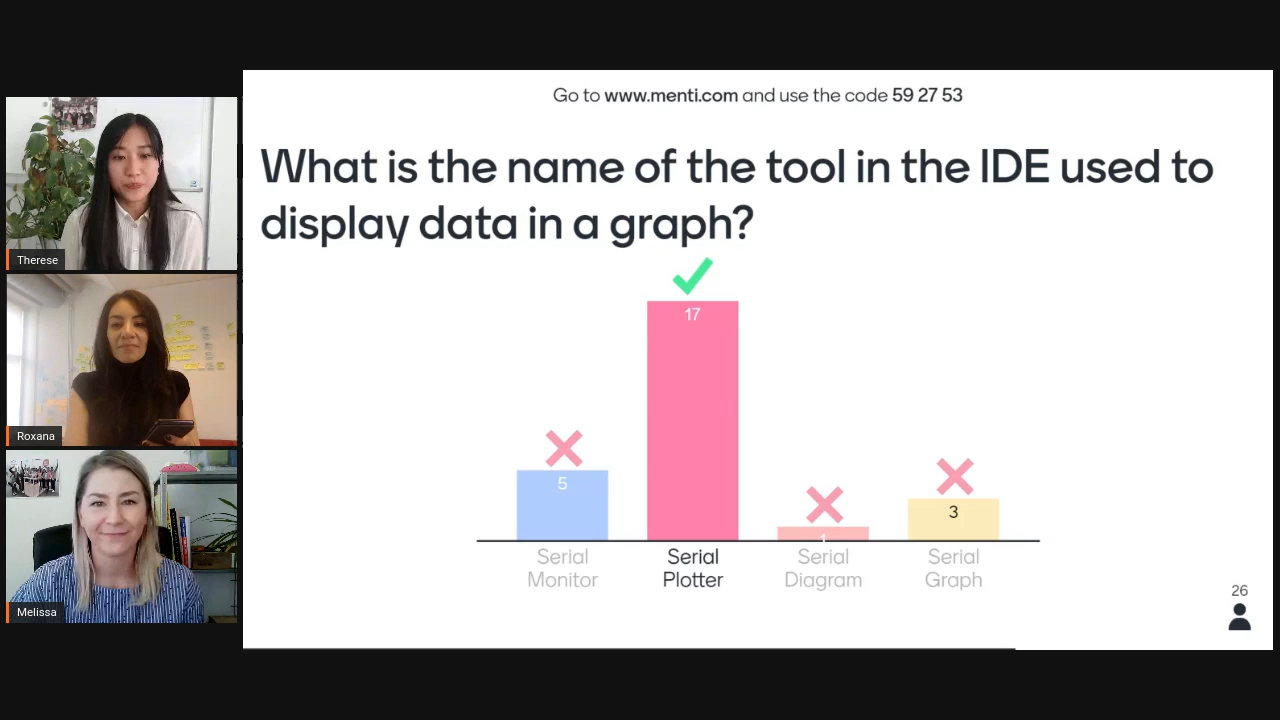 Go to www.menti.com and use the code 59 27 53
What is the name of the tool in the IDE used to
display data in a graph?
17
5
1
3
Serial Monitor
Serial Plotter
Serial Diagram
Serial Graph
26
Therese
Roxana
Melissa